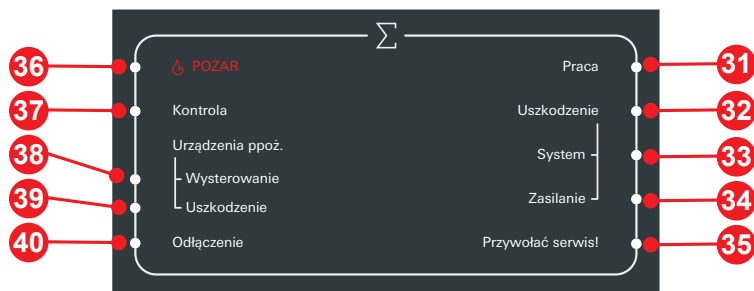 Σ
36 POŻAR Praca 31
37 Kontrola Uszkodzenie 32
Urządzenia ppoż.
38 Wysterowanie System 33
39 Uszkodzenie Zasilanie 34
40 Odłączenie Przywołać serwis! 35